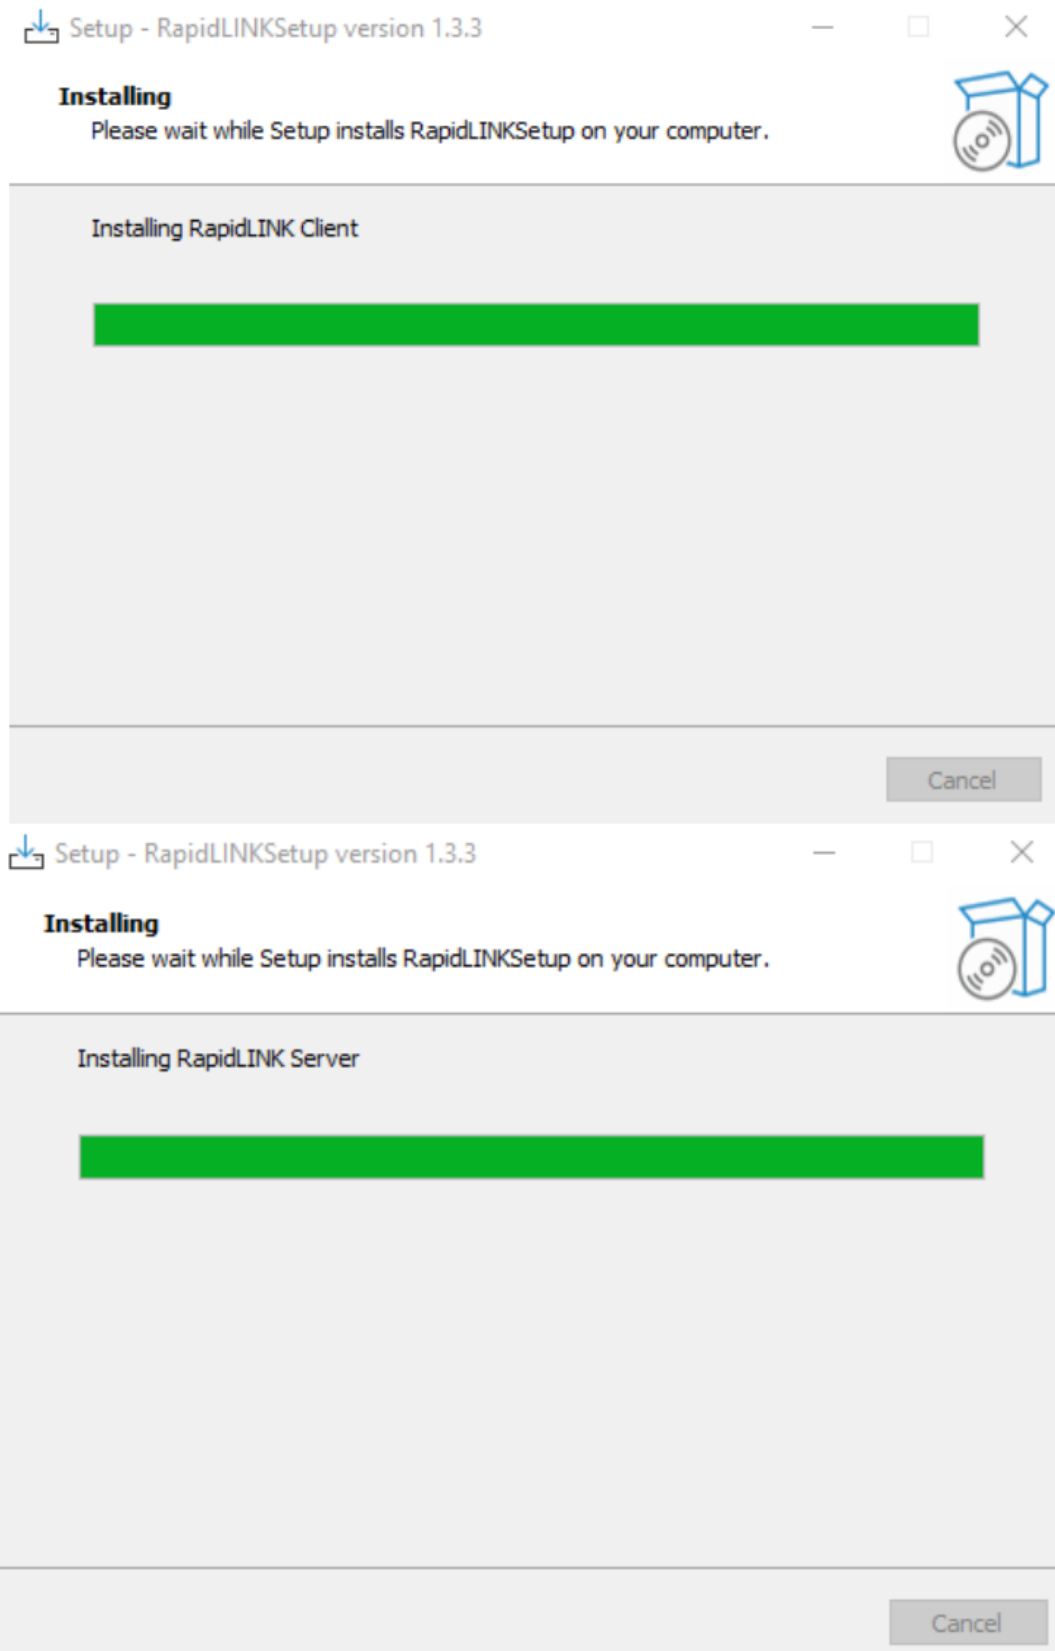 Setup - RapidLINKSetup version 1.3.3
Installing
Please wait while Setup installs RapidLINKSetup on your computer.
Installing RapidLINK Client
Cancel
Setup - RapidLINKSetup version 1.3.3
Installing
Please wait while Setup installs RapidLINKSetup on your computer.
Installing RapidLINK Server
Cancel